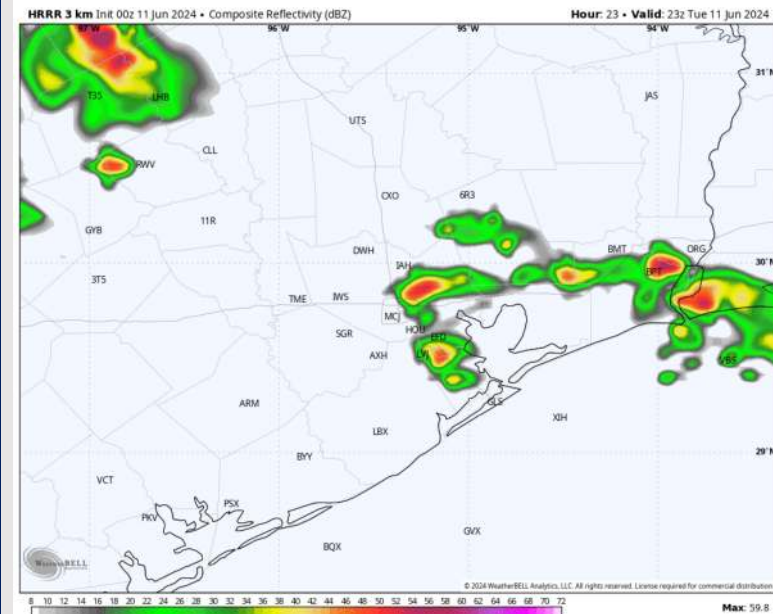 HRRR 3 km Init 00z 11 Jun 2024 • Composite Reflectivity (dBZ) Hour: 23 • Valid: 23z Tue 11 Jun 2024
97°W 96°W 95°W 94°W
31°N
T35 LHB JAS
UTS
CLL
RWV
CXO 6R3
11R
GYB
DWH BMT ORG
IAH 30°N
BPT
3T5
TME IWS
MCJ
HOU
SGR EFD
AXH LVJ
VBS
ARM GLS
XIH
LBX
29°N
BYY
VCT
PSX
PKV
GVX
BQX
WeatherBELL
© 2024 WeatherBELL Analytics, LLC. All rights reserved. License required for commercial distribution.
8 10 12 14 16 18 20 22 24 26 28 30 32 34 36 38 40 42 44 46 48 50 52 54 56 58 60 62 64 66 68 70 72 Max: 59.8